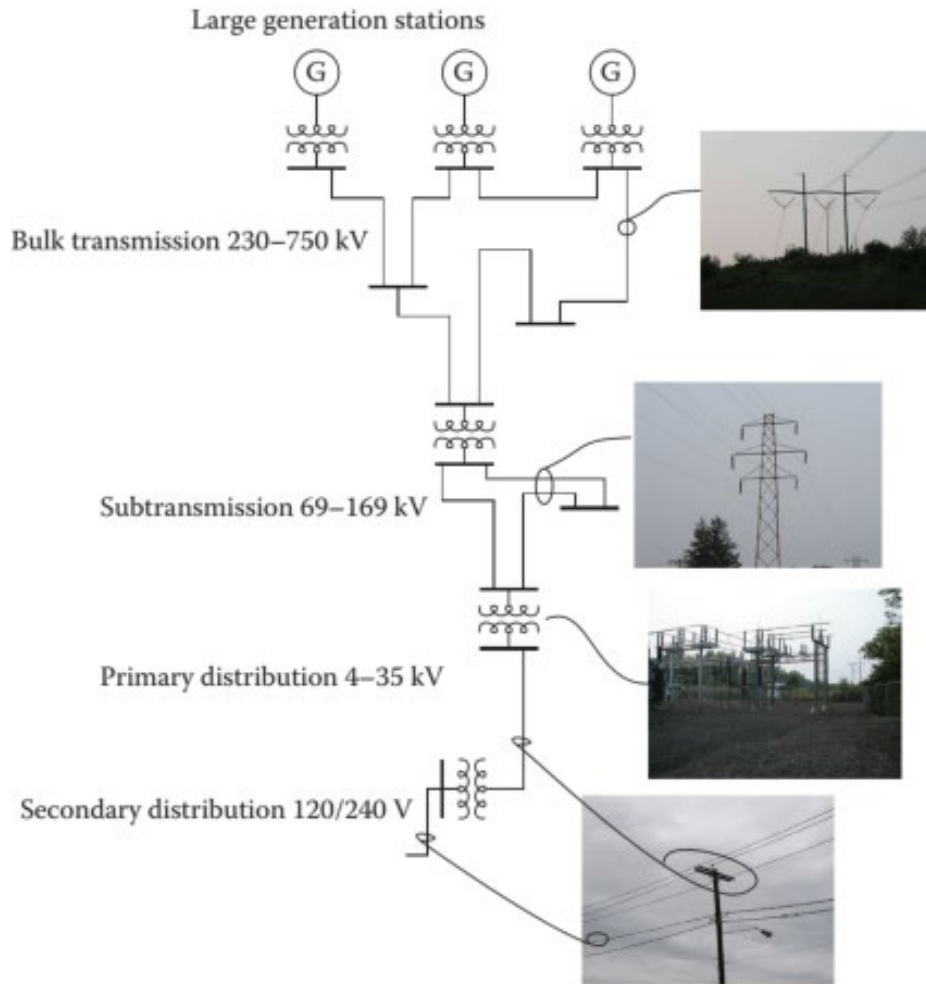 Large generation stations
G G G
Bulk transmission 230–750 kV
Subtransmission 69–169 kV
Primary distribution 4–35 kV
Secondary distribution 120/240 V